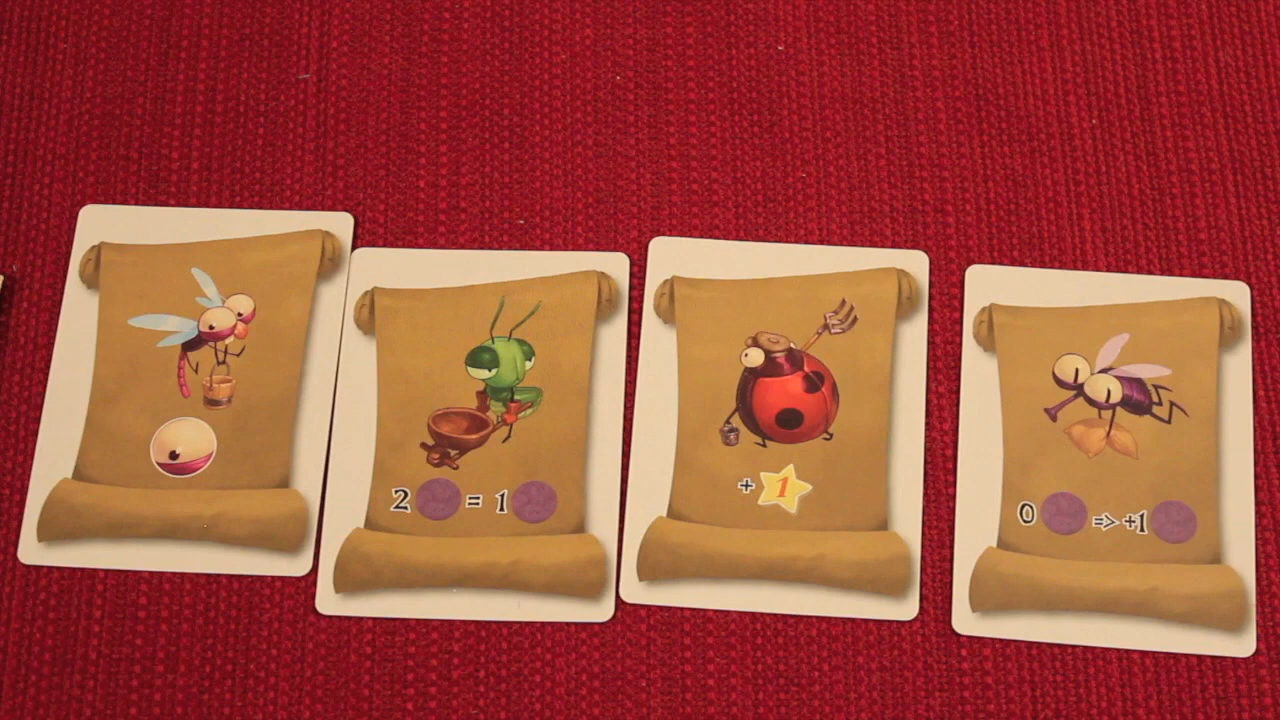 2 = 1
+ 1
0 => +1